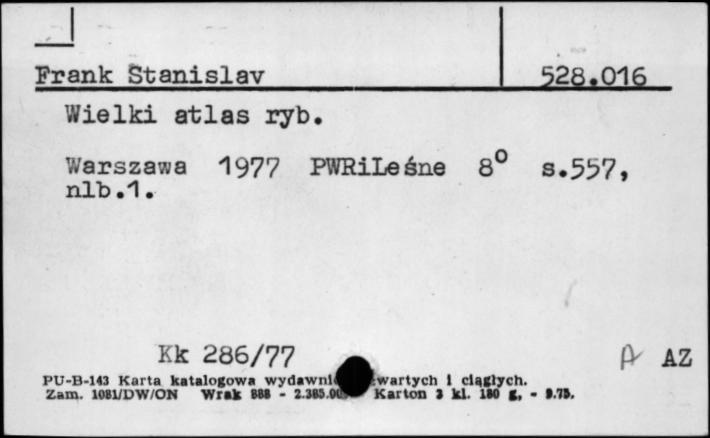 Frank Stanislav 528.016
Wielki atlas ryb.
Warszawa 1977 PWRiLeśne 8° s.557,
nlb.1.
Kk 286/77 A AZ
PU-B-143 Karta katalogowa wydawni wartych i ciągłych.
Zam. 1081/DW/ON Wrak 888 - 2.385.00 Karton 3 kl. 180 g, - 9.75.